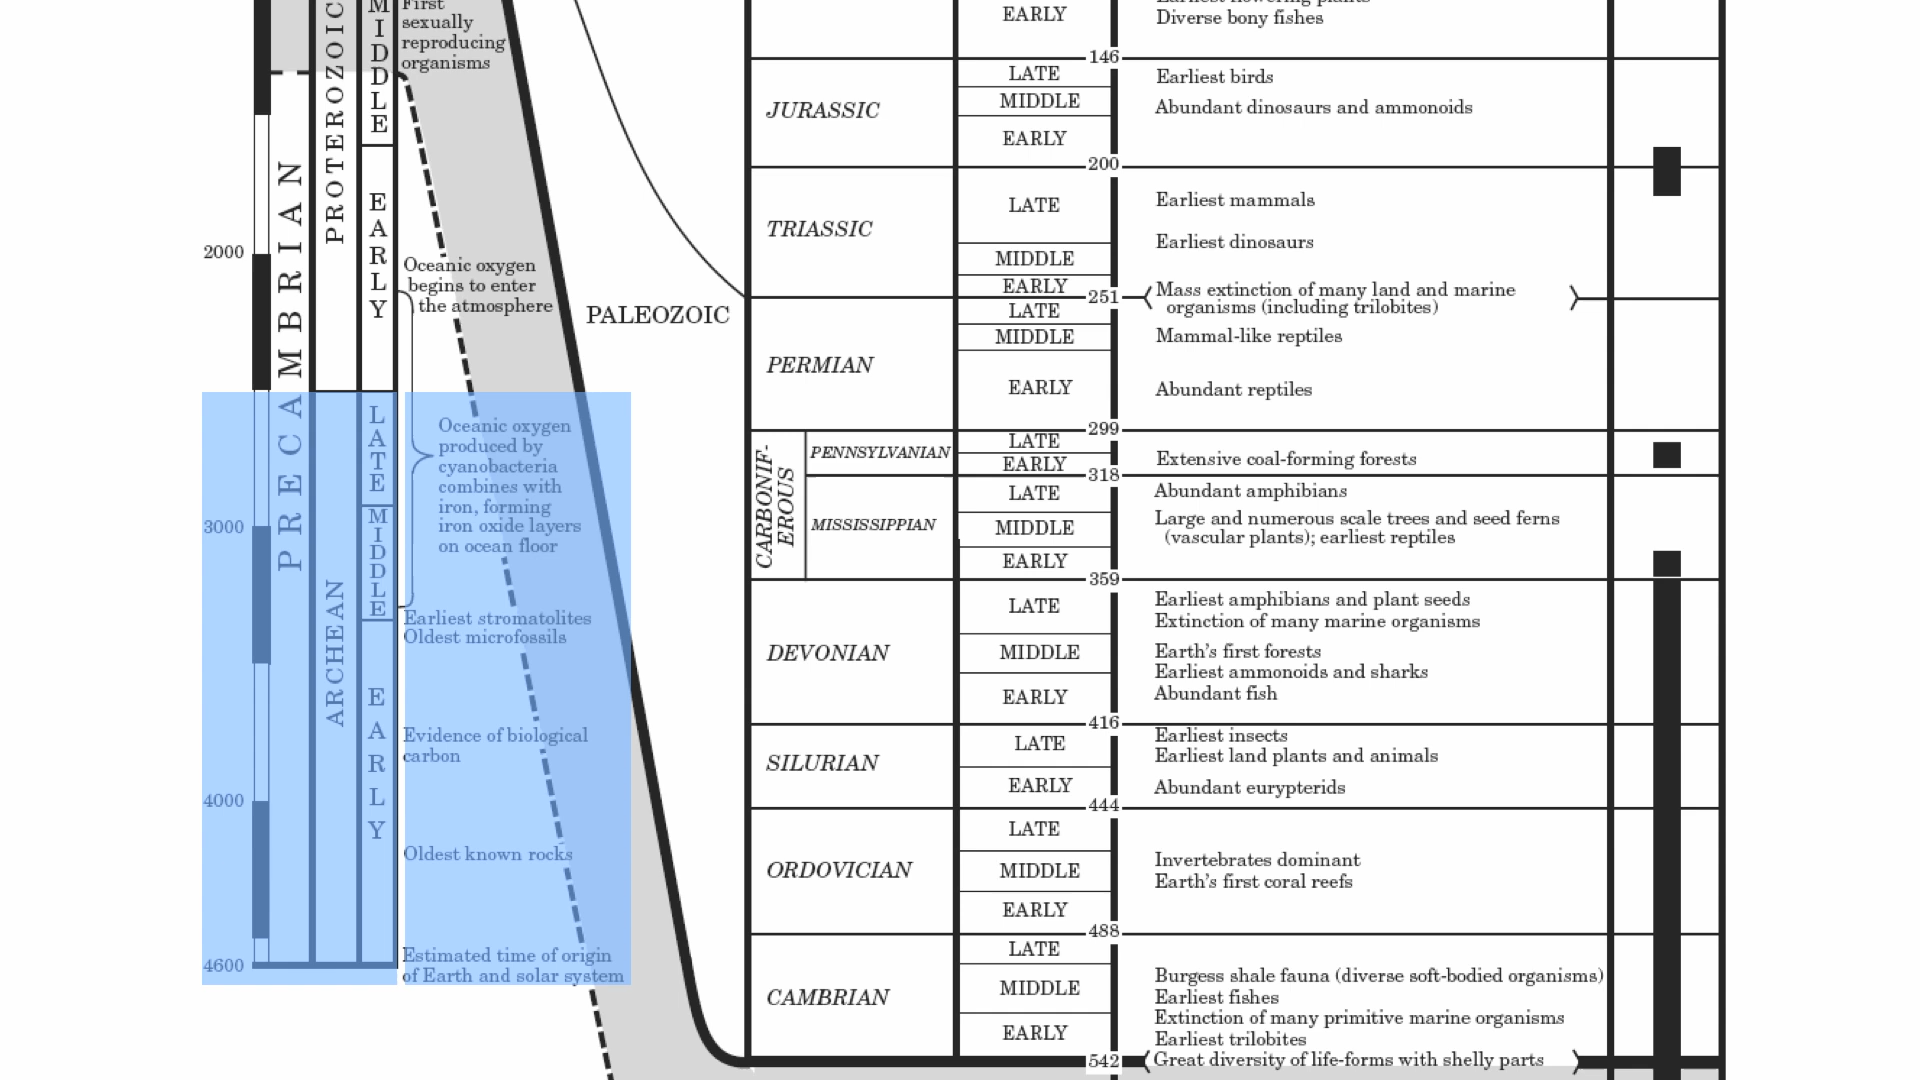 First
sexually
reproducing
organisms
PROTEROZOIC
MIDDLE
EARLY
PRECAMBRIAN
2000
Oceanic oxygen
begins to enter
the atmosphere
LATE
Oceanic oxygen
produced by
cyanobacteria
combines with
iron, forming
iron oxide layers
on ocean floor
3000
MIDDLE
ARCHEAN
Earliest stromatolites
Oldest microfossils
EARLY
Evidence of biological
carbon
4000
Oldest known rocks
4600
Estimated time of origin
of Earth and solar system
PALEOZOIC
EARLY
Diverse bony fishes
146
JURASSIC
LATE
MIDDLE
EARLY
Earliest birds
Abundant dinosaurs and ammonoids
200
TRIASSIC
LATE
MIDDLE
EARLY
Earliest mammals
Earliest dinosaurs
251
Mass extinction of many land and marine
organisms (including trilobites)
PERMIAN
LATE
MIDDLE
EARLY
Mammal-like reptiles
Abundant reptiles
299
CARBONIF-
EROUS
PENNSYLVANIAN
LATE
EARLY
Extensive coal-forming forests
318
MISSISSIPPIAN
LATE
MIDDLE
EARLY
Abundant amphibians
Large and numerous scale trees and seed ferns
(vascular plants); earliest reptiles
359
DEVONIAN
LATE
MIDDLE
EARLY
Earliest amphibians and plant seeds
Extinction of many marine organisms
Earth's first forests
Earliest ammonoids and sharks
Abundant fish
416
SILURIAN
LATE
EARLY
Earliest insects
Earliest land plants and animals
Abundant eurypterids
444
ORDOVICIAN
LATE
MIDDLE
EARLY
Invertebrates dominant
Earth's first coral reefs
488
CAMBRIAN
LATE
MIDDLE
EARLY
Burgess shale fauna (diverse soft-bodied organisms)
Earliest fishes
Extinction of many primitive marine organisms
Earliest trilobites
542
Great diversity of life-forms with shelly parts